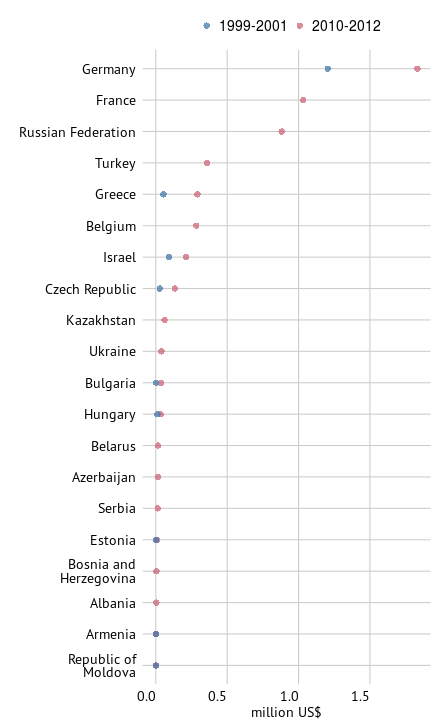 1999-2001 2010-2012
Germany
France
Russian Federation
Turkey
Greece
Belgium
Israel
Czech Republic
Kazakhstan
Ukraine
Bulgaria
Hungary
Belarus
Azerbaijan
Serbia
Estonia
Bosnia and
Herzegovina
Albania
Armenia
Republic of
Moldova
0.0 0.5 1.0 1.5
million US$